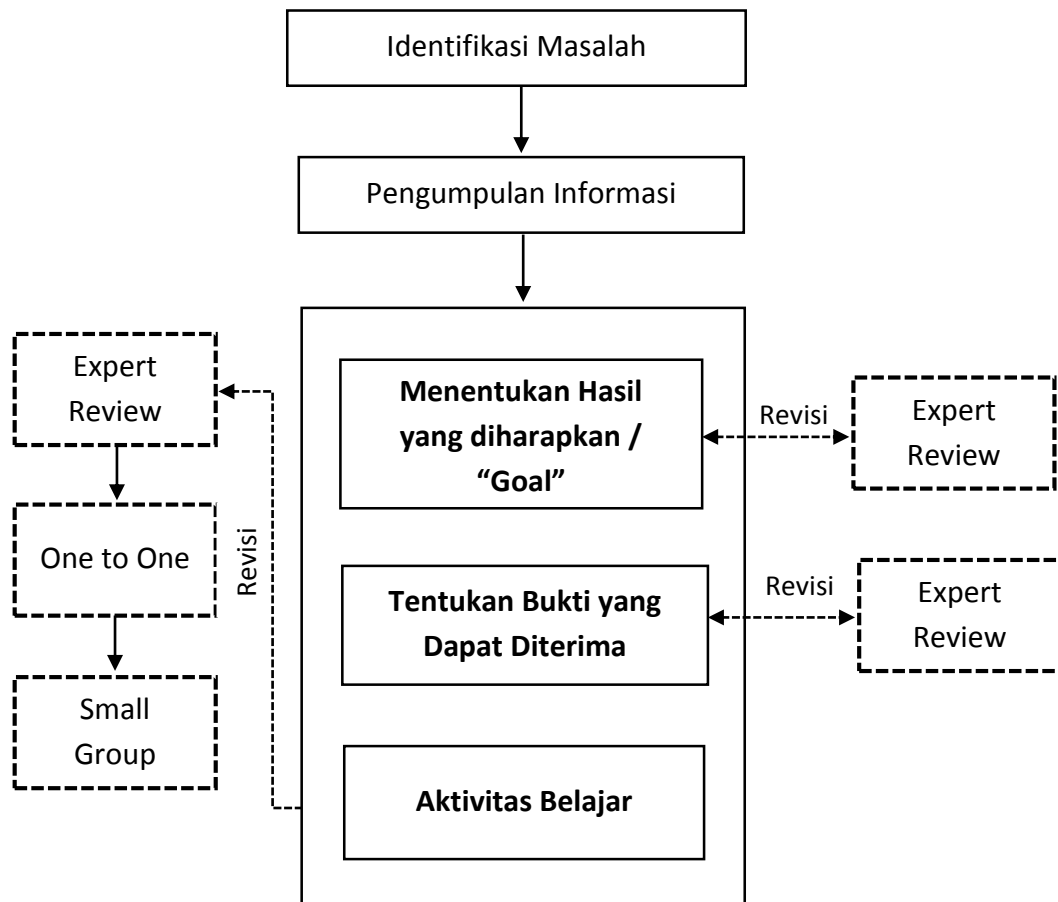 Identifikasi Masalah
Pengumpulan Informasi
Expert
Review
One to One
Small
Group
Revisi
Menentukan Hasil
yang diharapkan /
“Goal”
Tentukan Bukti yang
Dapat Diterima
Aktivitas Belajar
Revisi
Expert
Review
Revisi
Expert
Review